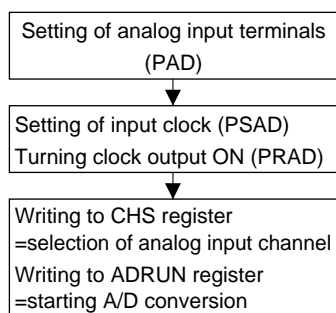 Setting of analog input terminals
(PAD)
Setting of input clock (PSAD)
Turning clock output ON (PRAD)
Writing to CHS register
=selection of analog input channel
Writing to ADRUN register
=starting A/D conversion